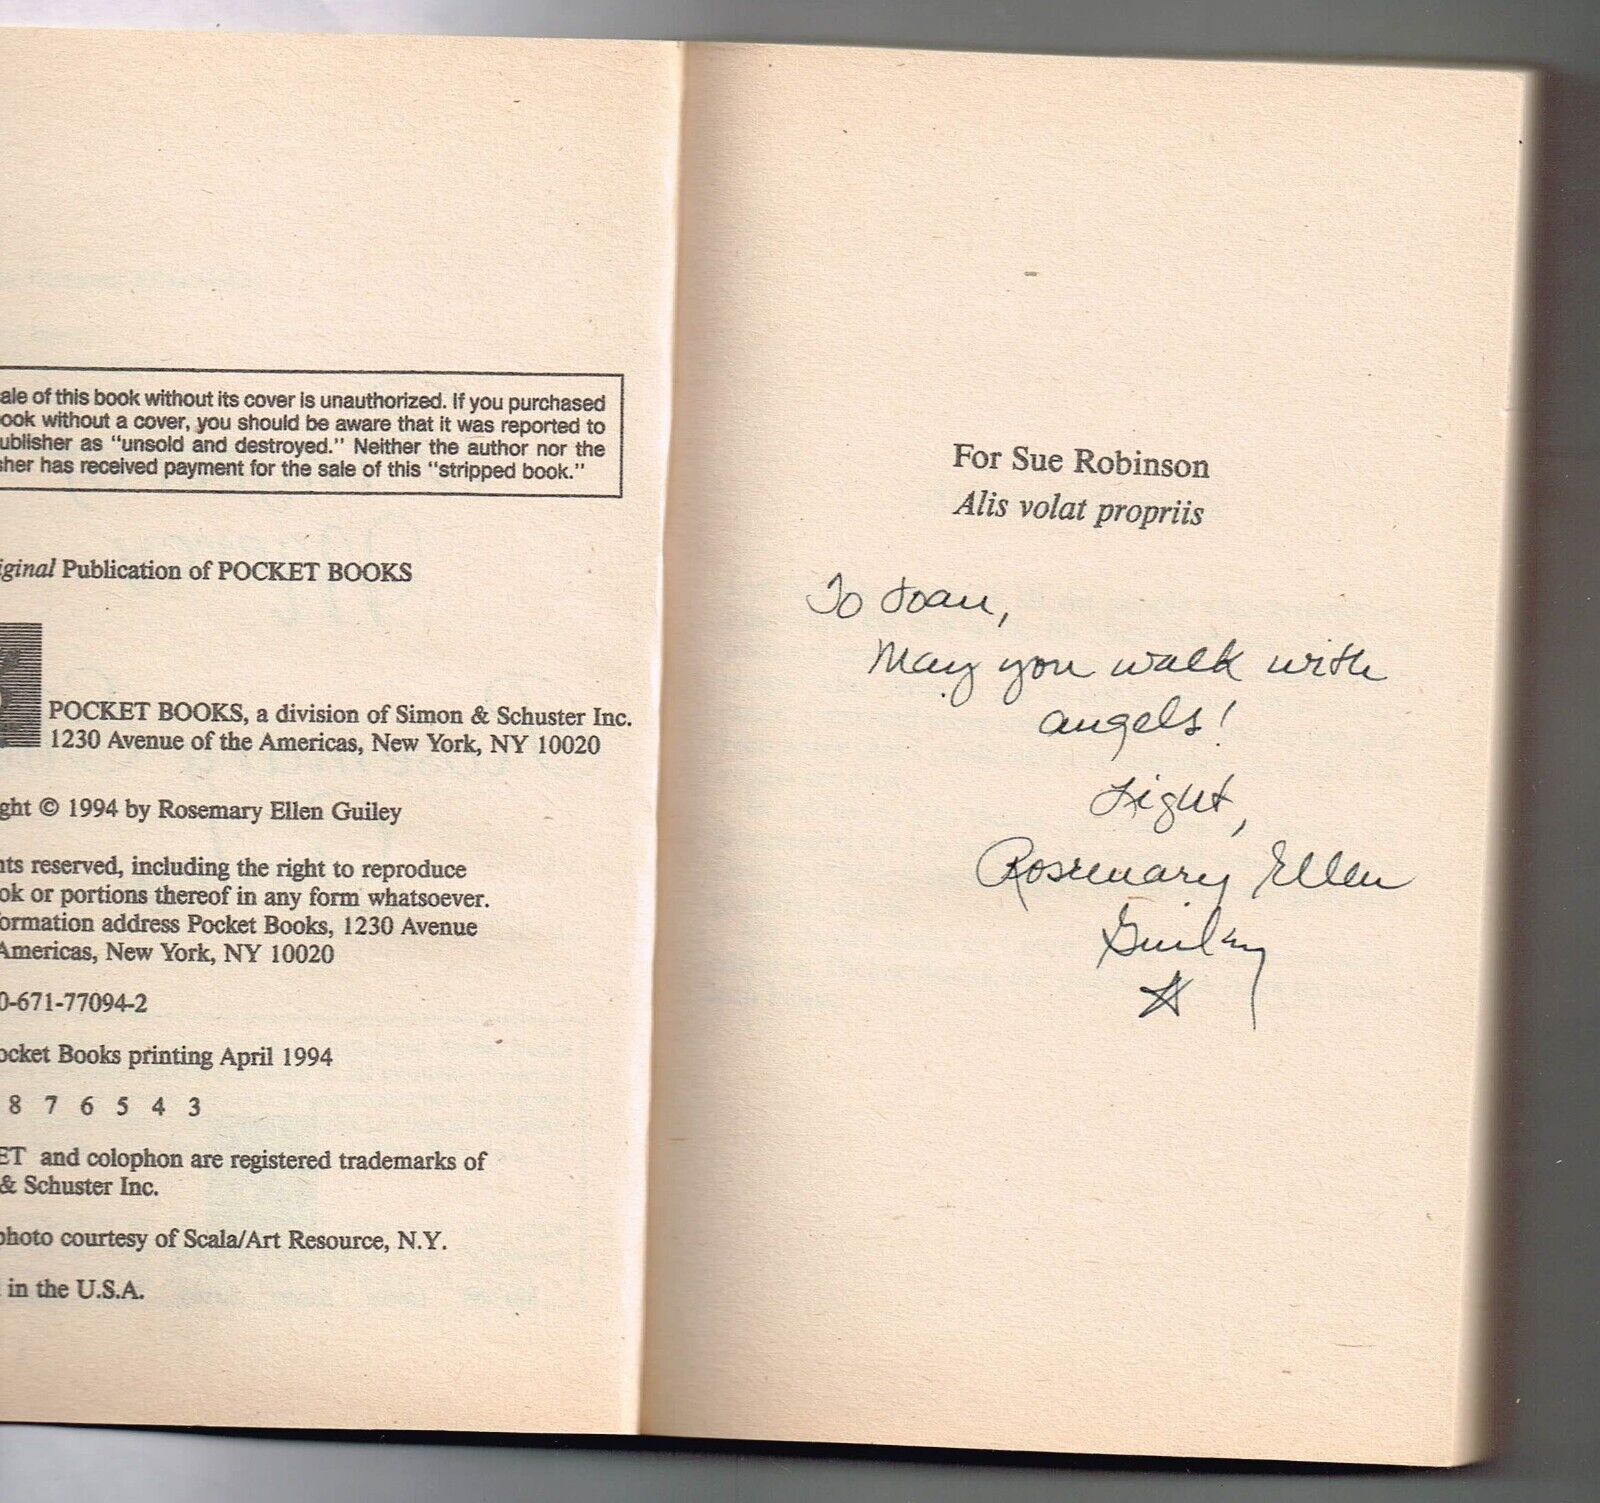 ale of this book without its cover is unauthorized. If you purchased
ook without a cover, you should be aware that it was reported to
ublisher as "unsold and destroyed." Neither the author nor the
sher has received payment for the sale of this "stripped book."
iginal Publication of POCKET BOOKS
POCKET BOOKS, a division of Simon & Schuster Inc.
1230 Avenue of the Americas, New York, NY 10020
ght © 1994 by Rosemary Ellen Guiley
nts reserved, including the right to reproduce
ok or portions thereof in any form whatsoever.
formation address Pocket Books, 1230 Avenue
Americas, New York, NY 10020
0-671-77094-2
ocket Books printing April 1994
8 7 6 5 4 3
ET and colophon are registered trademarks of
& Schuster Inc.
photo courtesy of Scala/Art Resource, N.Y.
in the U.S.A.
For Sue Robinson
Alis volat propriis
To Joan,
May you walk with
angels!
Light,
Rosemary Ellen
Guiley